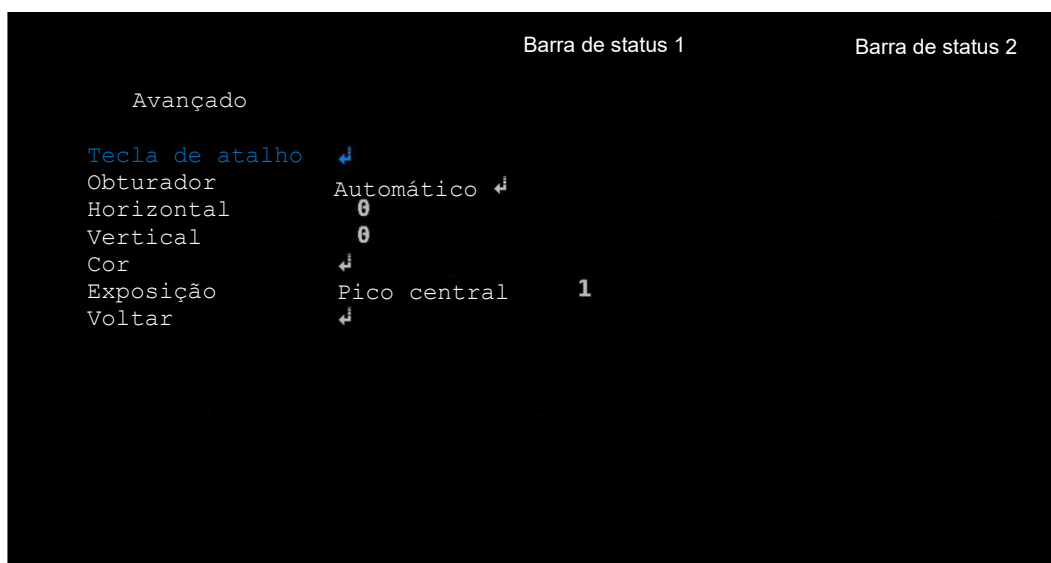 Barra de status 1 Barra de status 2
Avançado
Tecla de atalho ↲
Obturador Automático ↲
Horizontal 0
Vertical 0
Cor ↲
Exposição Pico central 1
Voltar ↲